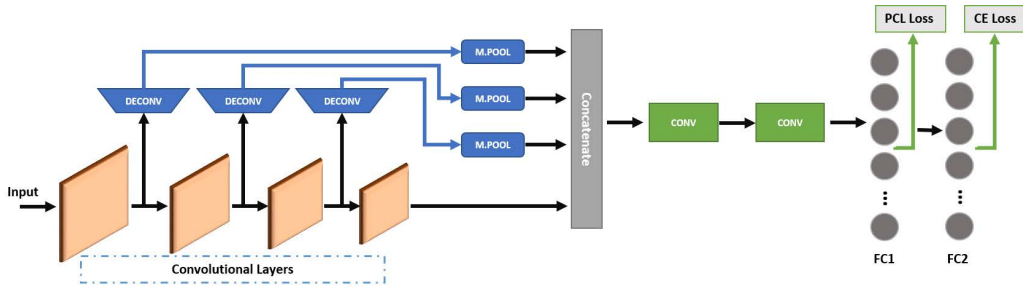 PCL Loss
CE Loss
M.POOL
DECONV
DECONV
DECONV
M.POOL
M.POOL
Concatenate
CONV
CONV
Input
Convolutional Layers
FC1
FC2